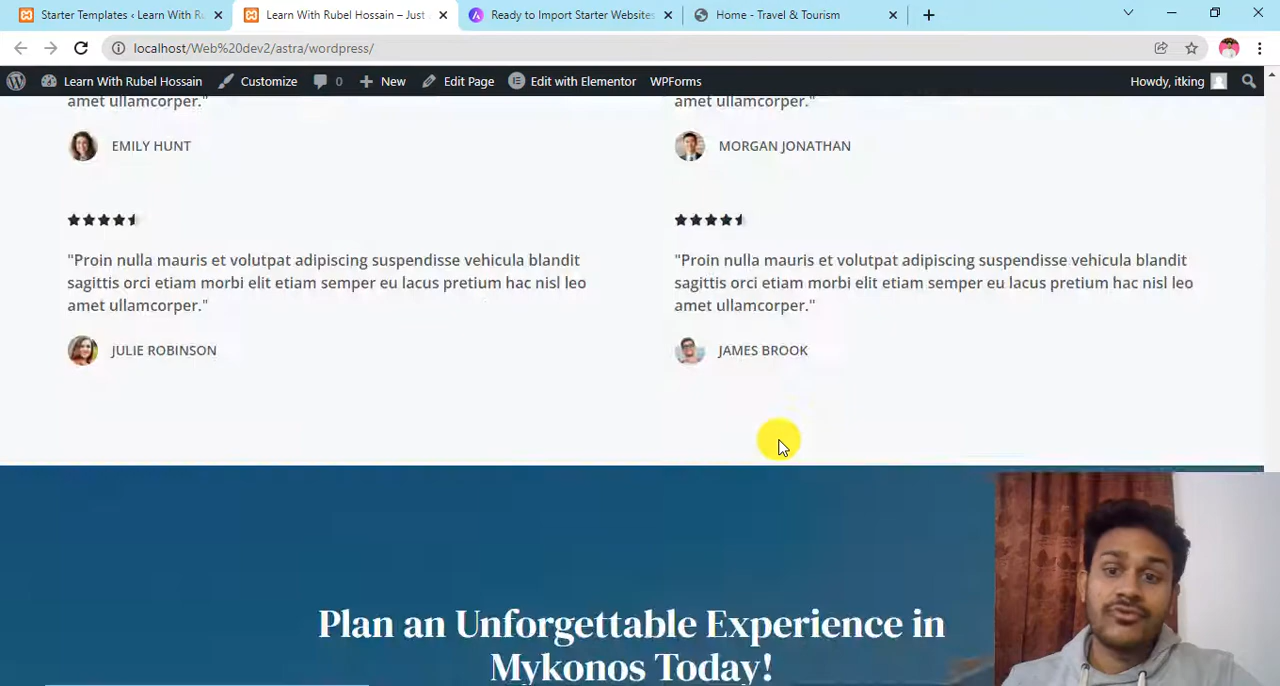 Starter Templates ‹ Learn With Ru
Learn With Rubel Hossain – Just
Ready to Import Starter Websites
Home - Travel & Tourism
localhost/Web%20dev2/astra/wordpress/
Learn With Rubel Hossain
Customize
0
New
Edit Page
Edit with Elementor
WPForms
Howdy, itking
amet ullamcorper."
amet ullamcorper."
EMILY HUNT
MORGAN JONATHAN
"Proin nulla mauris et volutpat adipiscing suspendisse vehicula blandit
sagittis orci etiam morbi elit etiam semper eu lacus pretium hac nisl leo
amet ullamcorper."
"Proin nulla mauris et volutpat adipiscing suspendisse vehicula blandit
sagittis orci etiam morbi elit etiam semper eu lacus pretium hac nisl leo
amet ullamcorper."
JULIE ROBINSON
JAMES BROOK
Plan an Unforgettable Experience in
Mykonos Today!